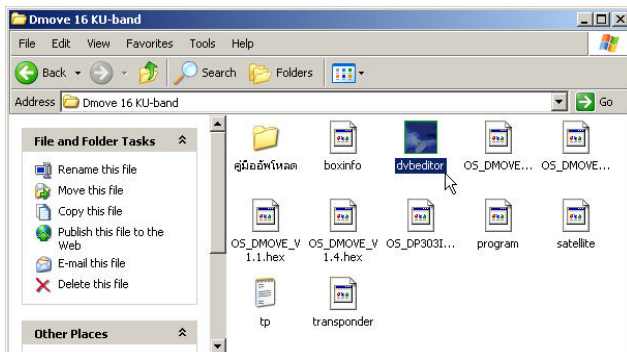 Dmove 16 KU-band
File Edit View Favorites Tools Help
Back Search Folders
Address Dmove 16 KU-band Go
File and Folder Tasks
Rename this file
Move this file
Copy this file
Publish this file to the
Web
E-mail this file
Delete this file
Other Places
คู่มืออัพโหลด boxinfo dvbeditor OS_DMOVE... OS_DMOVE...
OS_DMOVE_V OS_DMOVE_V OS_DP303I... program satellite
1.1.hex 1.4.hex
tp transponder